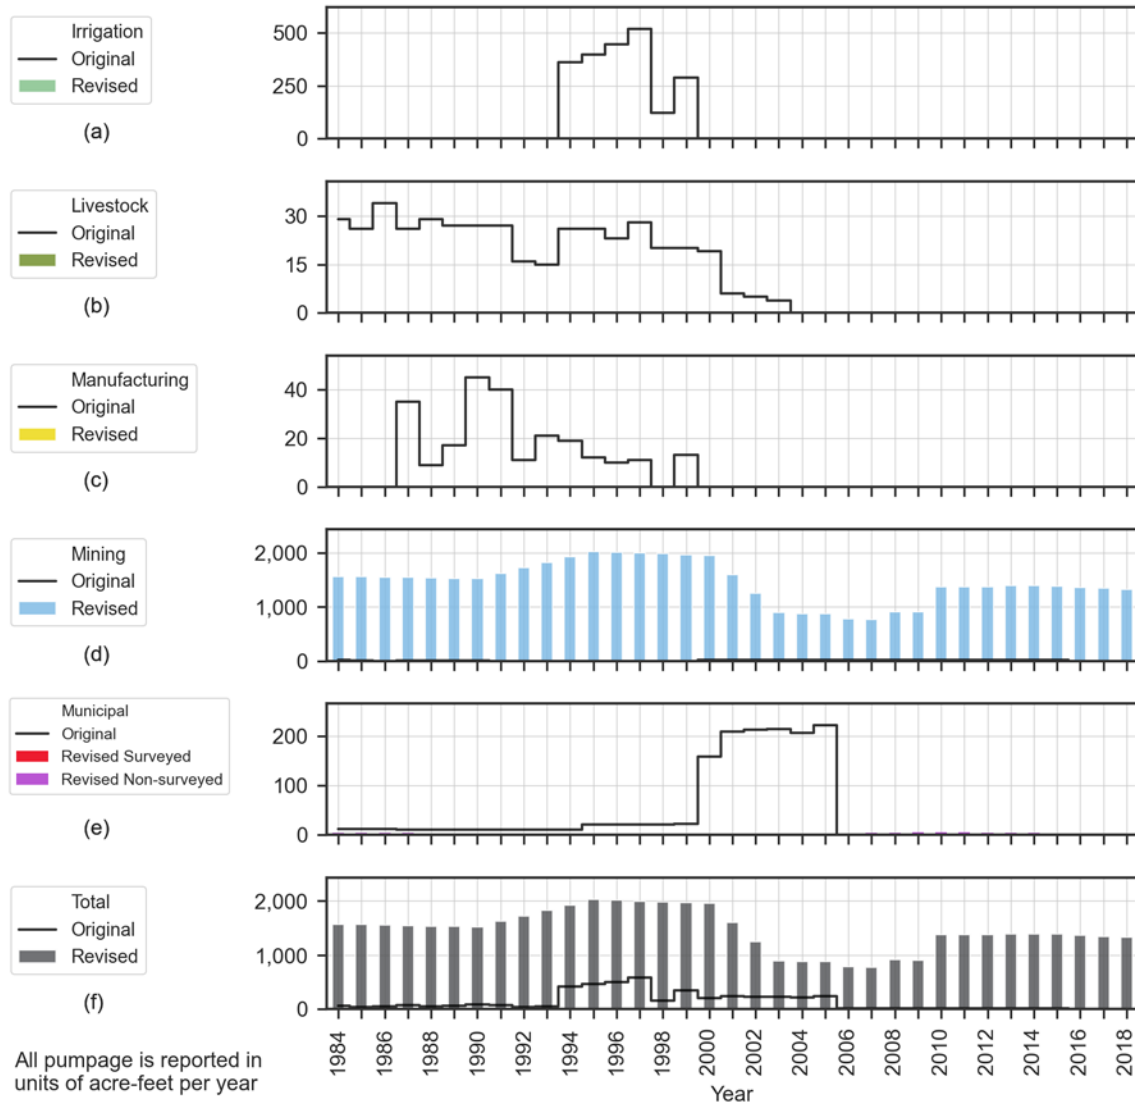 Irrigation
Original
Revised
(a)
500
250
0
Livestock
Original
Revised
(b)
30
15
0
Manufacturing
Original
Revised
(c)
40
20
0
Mining
Original
Revised
(d)
2,000
1,000
0
Municipal
Original
Revised Surveyed
Revised Non-surveyed
(e)
200
100
0
Total
Original
Revised
(f)
2,000
1,000
0
1984 1986 1988 1990 1992 1994 1996 1998 2000 2002 2004 2006 2008 2010 2012 2014 2016 2018
Year
All pumpage is reported in
units of acre-feet per year